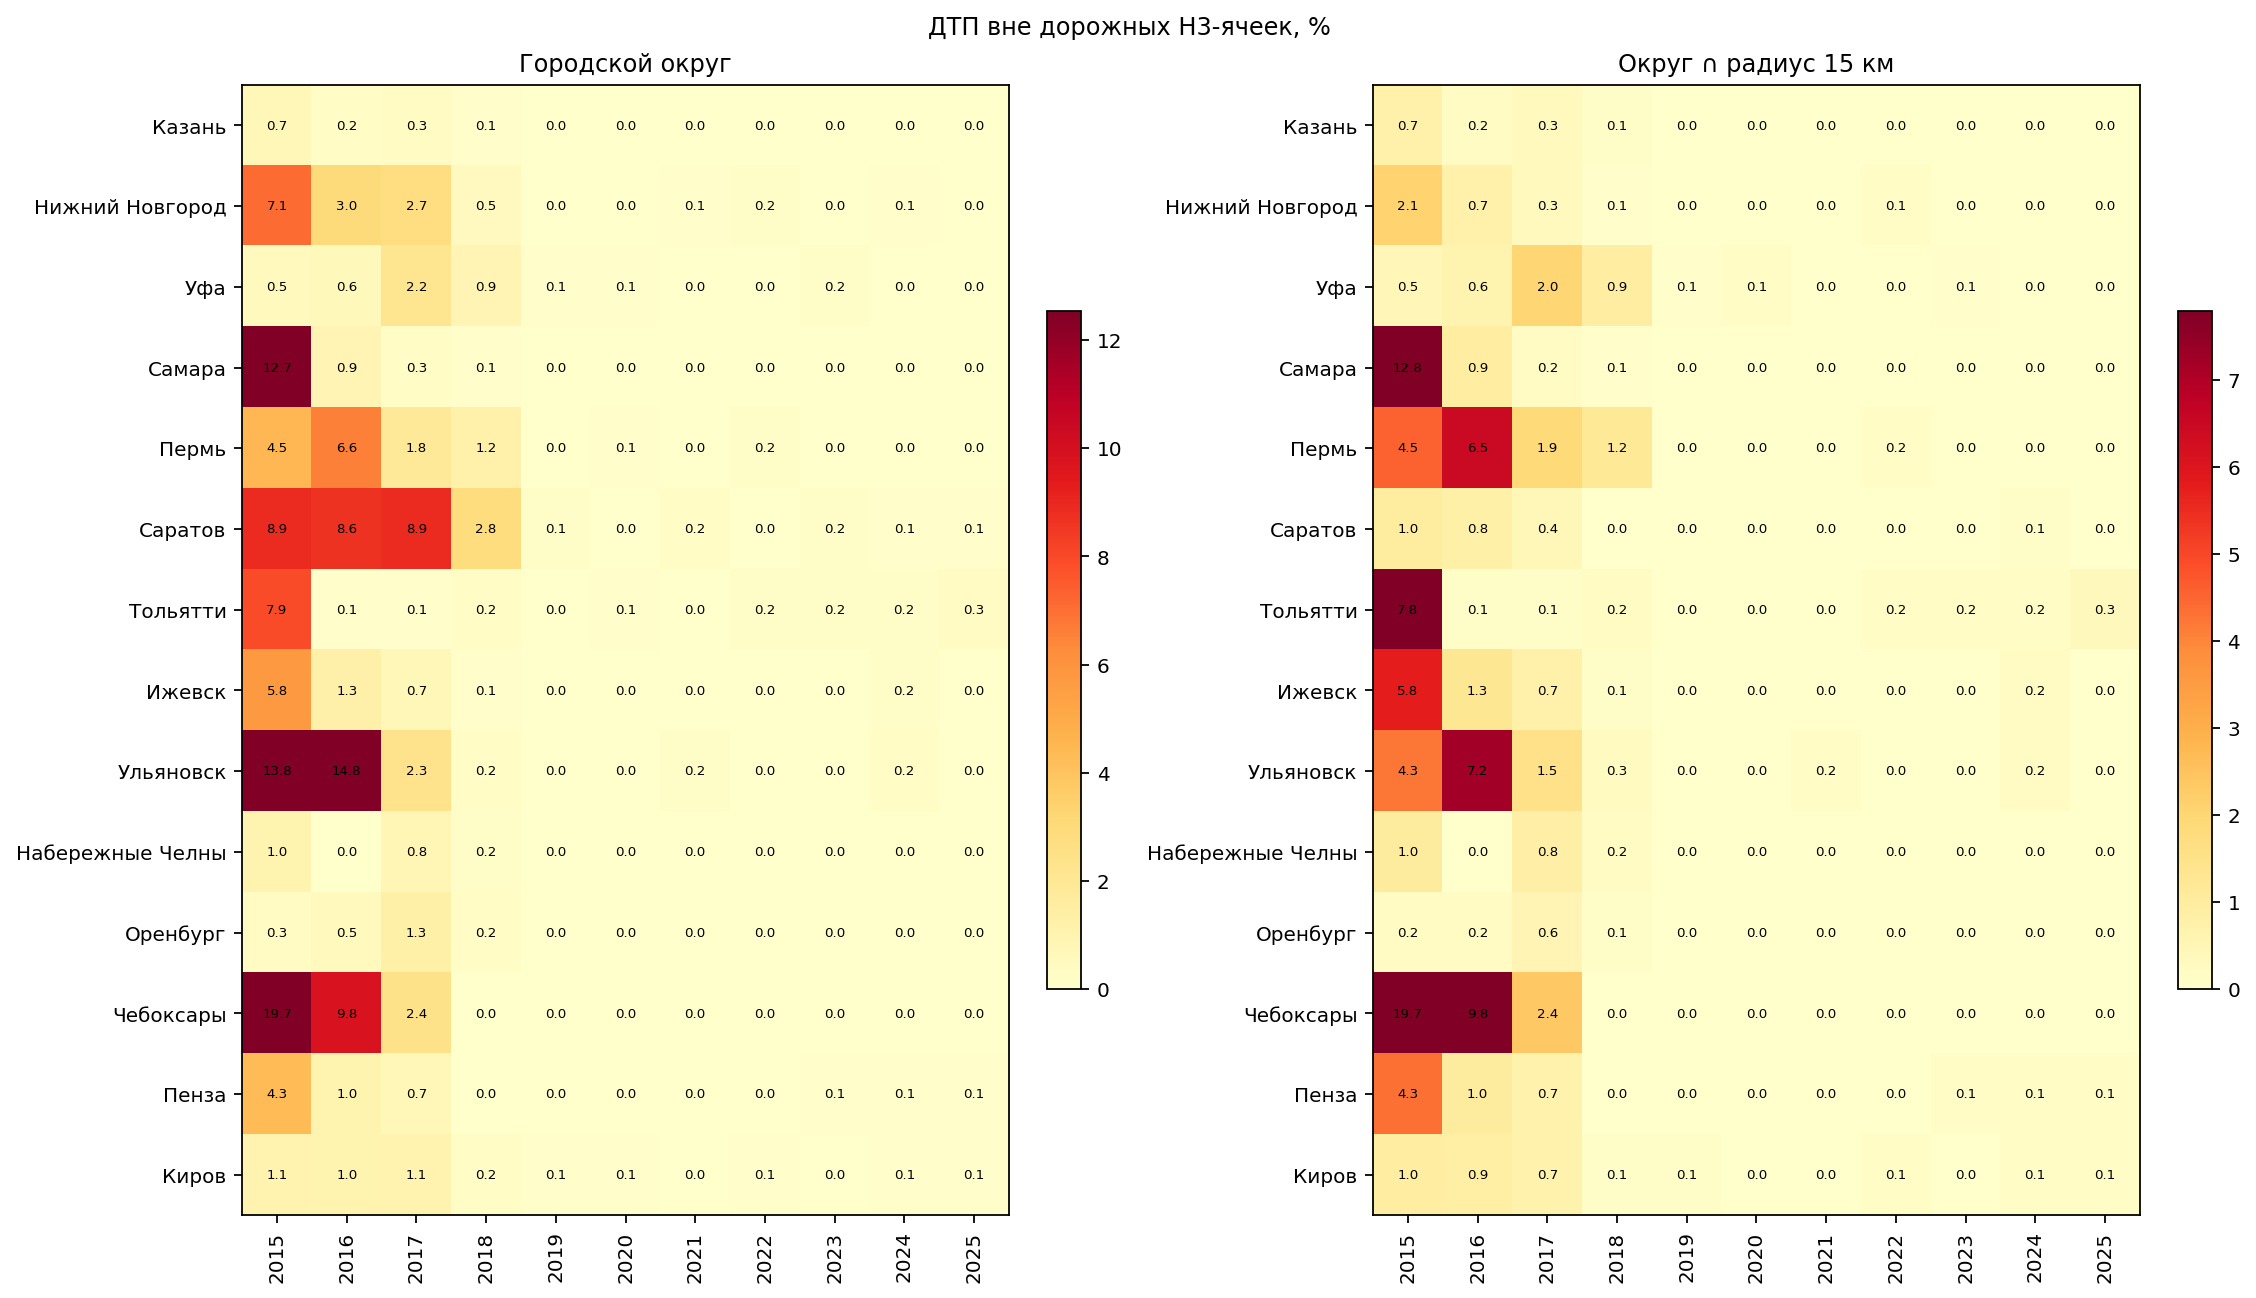 ДТП вне дорожных H3-ячеек, %
Городской округ
Казань 0.7 0.2 0.3 0.1 0.0 0.0 0.0 0.0 0.0 0.0 0.0
Нижний Новгород 7.1 3.0 2.7 0.5 0.0 0.0 0.1 0.2 0.0 0.1 0.0
Уфа 0.5 0.6 2.2 0.9 0.1 0.1 0.0 0.0 0.2 0.0 0.0
Самара 12.7 0.9 0.3 0.1 0.0 0.0 0.0 0.0 0.0 0.0 0.0
Пермь 4.5 6.6 1.8 1.2 0.0 0.1 0.0 0.2 0.0 0.0 0.0
Саратов 8.9 8.6 8.9 2.8 0.1 0.0 0.2 0.0 0.2 0.1 0.1
Тольятти 7.9 0.1 0.1 0.2 0.0 0.1 0.0 0.2 0.2 0.2 0.3
Ижевск 5.8 1.3 0.7 0.1 0.0 0.0 0.0 0.0 0.0 0.2 0.0
Ульяновск 13.8 14.8 2.3 0.2 0.0 0.0 0.2 0.0 0.0 0.2 0.0
Набережные Челны 1.0 0.0 0.8 0.2 0.0 0.0 0.0 0.0 0.0 0.0 0.0
Оренбург 0.3 0.5 1.3 0.2 0.0 0.0 0.0 0.0 0.0 0.0 0.0
Чебоксары 19.7 9.8 2.4 0.0 0.0 0.0 0.0 0.0 0.0 0.0 0.0
Пенза 4.3 1.0 0.7 0.0 0.0 0.0 0.0 0.0 0.1 0.1 0.1
Киров 1.1 1.0 1.1 0.2 0.1 0.1 0.0 0.1 0.0 0.1 0.1
2015 2016 2017 2018 2019 2020 2021 2022 2023 2024 2025
12
10
8
6
4
2
0
Округ ∩ радиус 15 км
Казань 0.7 0.2 0.3 0.1 0.0 0.0 0.0 0.0 0.0 0.0 0.0
Нижний Новгород 2.1 0.7 0.3 0.1 0.0 0.0 0.0 0.1 0.0 0.0 0.0
Уфа 0.5 0.6 2.0 0.9 0.1 0.1 0.0 0.0 0.1 0.0 0.0
Самара 12.8 0.9 0.2 0.1 0.0 0.0 0.0 0.0 0.0 0.0 0.0
Пермь 4.5 6.5 1.9 1.2 0.0 0.0 0.0 0.2 0.0 0.0 0.0
Саратов 1.0 0.8 0.4 0.0 0.0 0.0 0.0 0.0 0.0 0.1 0.0
Тольятти 7.8 0.1 0.1 0.2 0.0 0.0 0.0 0.2 0.2 0.2 0.3
Ижевск 5.8 1.3 0.7 0.1 0.0 0.0 0.0 0.0 0.0 0.2 0.0
Ульяновск 4.3 7.2 1.5 0.3 0.0 0.0 0.2 0.0 0.0 0.2 0.0
Набережные Челны 1.0 0.0 0.8 0.2 0.0 0.0 0.0 0.0 0.0 0.0 0.0
Оренбург 0.2 0.2 0.6 0.1 0.0 0.0 0.0 0.0 0.0 0.0 0.0
Чебоксары 19.7 9.8 2.4 0.0 0.0 0.0 0.0 0.0 0.0 0.0 0.0
Пенза 4.3 1.0 0.7 0.0 0.0 0.0 0.0 0.0 0.1 0.1 0.1
Киров 1.0 0.9 0.7 0.1 0.1 0.0 0.0 0.1 0.0 0.1 0.1
2015 2016 2017 2018 2019 2020 2021 2022 2023 2024 2025
7
6
5
4
3
2
1
0